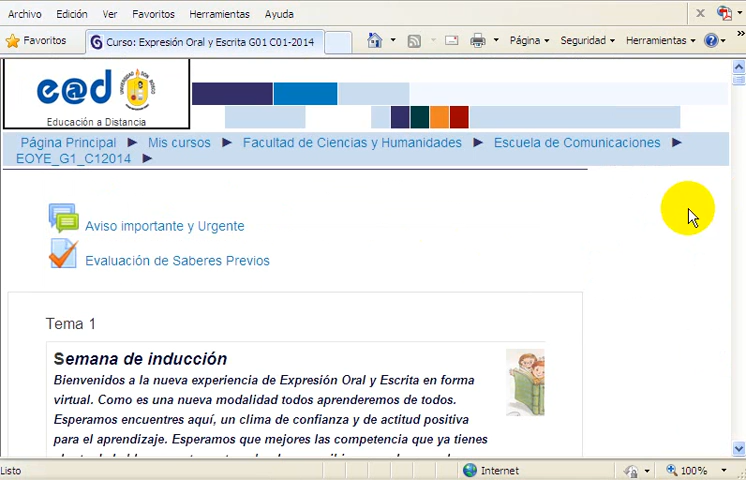 Archivo Edición Ver Favoritos Herramientas Ayuda
Favoritos Curso: Expresión Oral y Escrita G01 C01-2014 Página Seguridad Herramientas
e@d
UNIVERSIDAD DON BOSCO
Educación a Distancia
Página Principal Mis cursos Facultad de Ciencias y Humanidades Escuela de Comunicaciones
EOYE_G1_C12014
Aviso importante y Urgente
Evaluación de Saberes Previos
Tema 1
Semana de inducción
Bienvenidos a la nueva experiencia de Expresión Oral y Escrita en forma
virtual. Como es una nueva modalidad todos aprenderemos de todos.
Esperamos encuentres aquí, un clima de confianza y de actitud positiva
para el aprendizaje. Esperamos que mejores las competencia que ya tienes
Listo Internet 100%